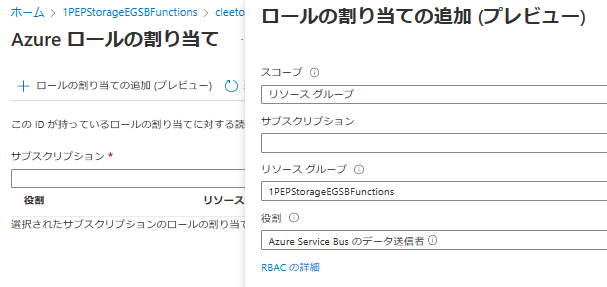 ホーム > 1PEPStorageEGSBFunctions > cleeto
Azure ロールの割り当て ...
+ ロールの割り当ての追加 (プレビュー)
この ID が持っているロールの割り当てに対する読
サブスクリプション *
役割 リソース
選択されたサブスクリプションのロールの割り当て
ロールの割り当ての追加 (プレビュー)
スコープ
リソース グループ
サブスクリプション
リソース グループ
1PEPStorageEGSBFunctions
役割
Azure Service Bus のデータ送信者
RBAC の詳細